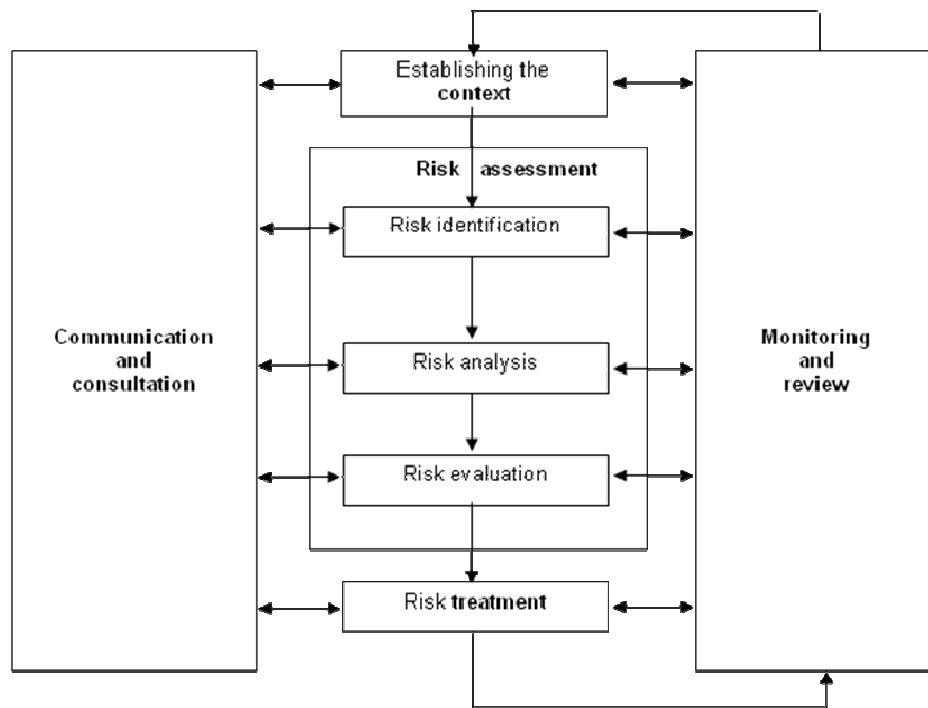 Establishing the
context
Risk assessment
Risk identification
Communication
and
consultation
Risk analysis
Monitoring
and
review
Risk evaluation
Risk treatment